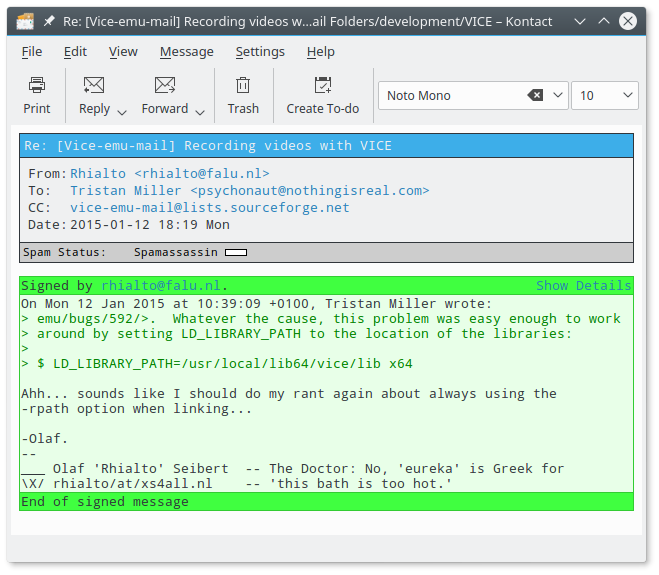 Re: [Vice-emu-mail] Recording videos w...ail Folders/development/VICE – Kontact
File Edit View Message Settings Help
Print Reply Forward Trash Create To-do Noto Mono 10
Re: [Vice-emu-mail] Recording videos with VICE
From: Rhialto <rhialto@falu.nl>
To: Tristan Miller <psychonaut@nothingisreal.com>
CC: vice-emu-mail@lists.sourceforge.net
Date: 2015-01-12 18:19 Mon
Spam Status: Spamassassin
Signed by rhialto@falu.nl. Show Details
On Mon 12 Jan 2015 at 10:39:09 +0100, Tristan Miller wrote:
> emu/bugs/592/>.  Whatever the cause, this problem was easy enough to work
> around by setting LD_LIBRARY_PATH to the location of the libraries:
>
> $ LD_LIBRARY_PATH=/usr/local/lib64/vice/lib x64
Ahh... sounds like I should do my rant again about always using the
-rpath option when linking...
-Olaf.
--
___ Olaf 'Rhialto' Seibert  -- The Doctor: No, 'eureka' is Greek for
\X/ rhialto/at/xs4all.nl    -- 'this bath is too hot.'
End of signed message